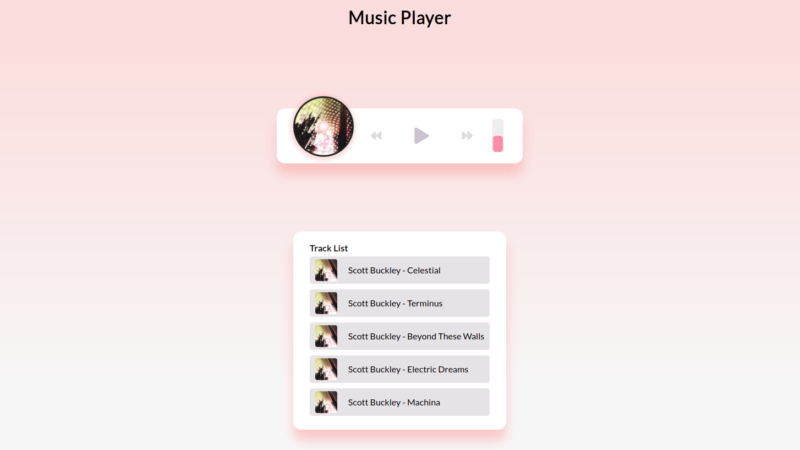 Music Player
Track List
Scott Buckley - Celestial
Scott Buckley - Terminus
Scott Buckley - Beyond These Walls
Scott Buckley - Electric Dreams
Scott Buckley - Machina